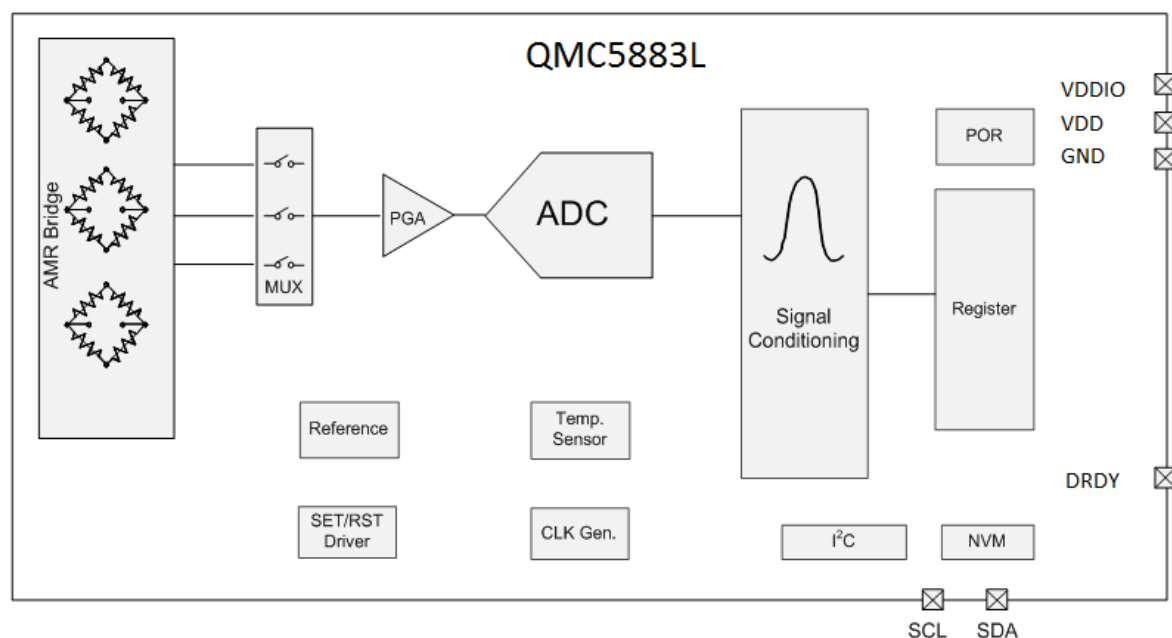 QMC5883L
AMR Bridge
MUX
PGA
ADC
Signal
Conditioning
POR
Register
VDDIO
VDD
GND
Reference
Temp.
Sensor
SET/RST
Driver
CLK Gen.
I²C
NVM
DRDY
SCL
SDA